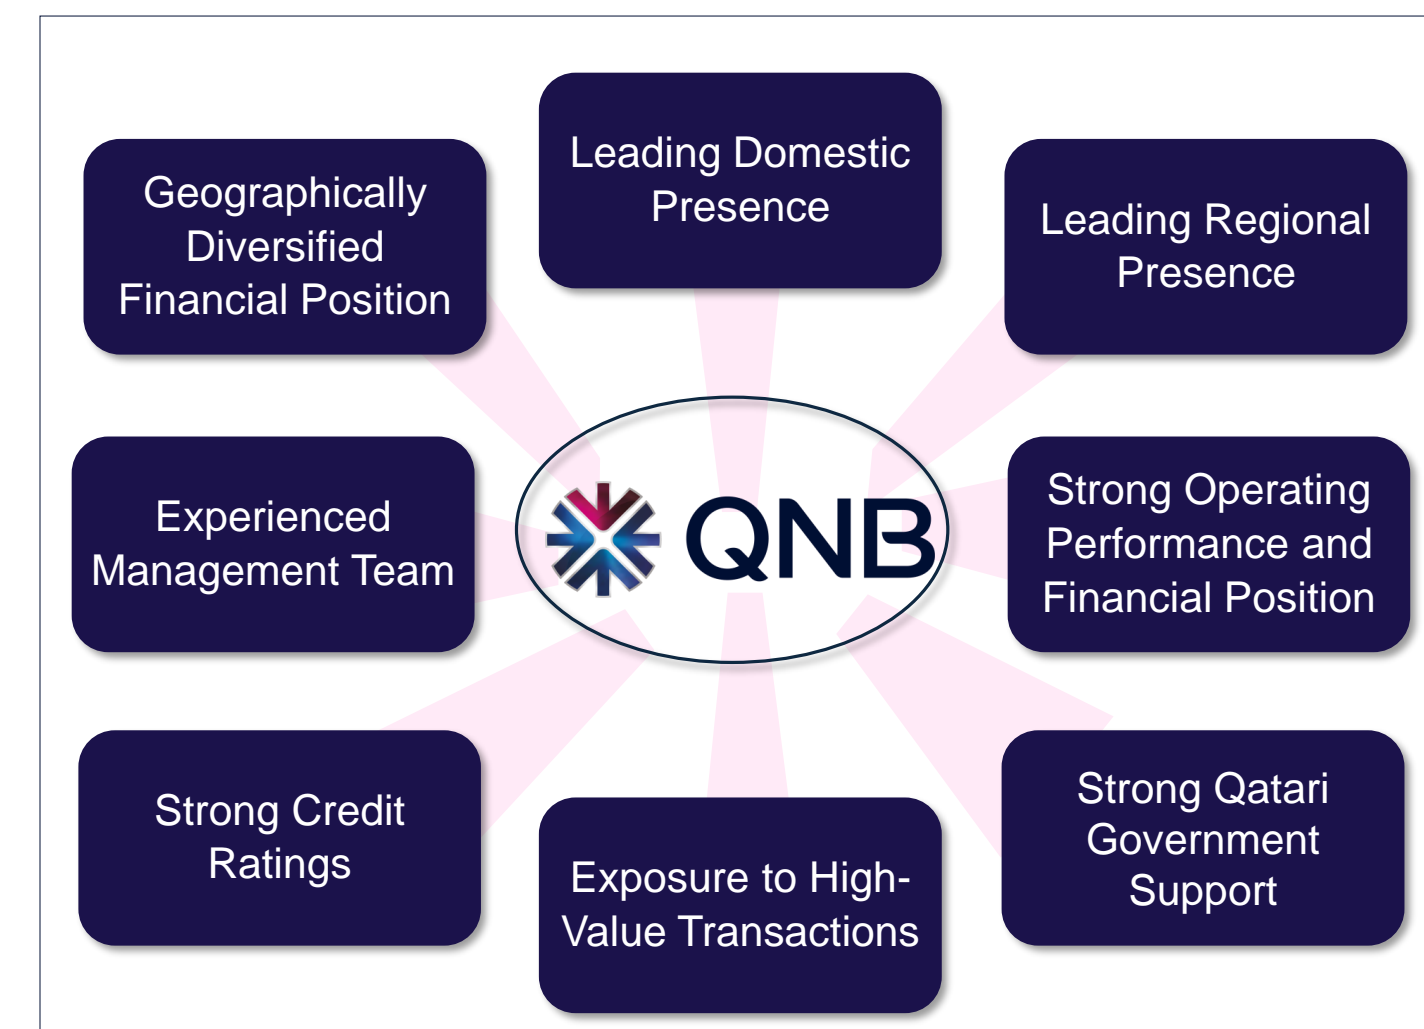 Leading Domestic
Presence
Geographically
Diversified
Financial Position
Leading Regional
Presence
Experienced
Management Team
QNB
Strong Operating
Performance and
Financial Position
Strong Credit
Ratings
Exposure to High-
Value Transactions
Strong Qatari
Government
Support